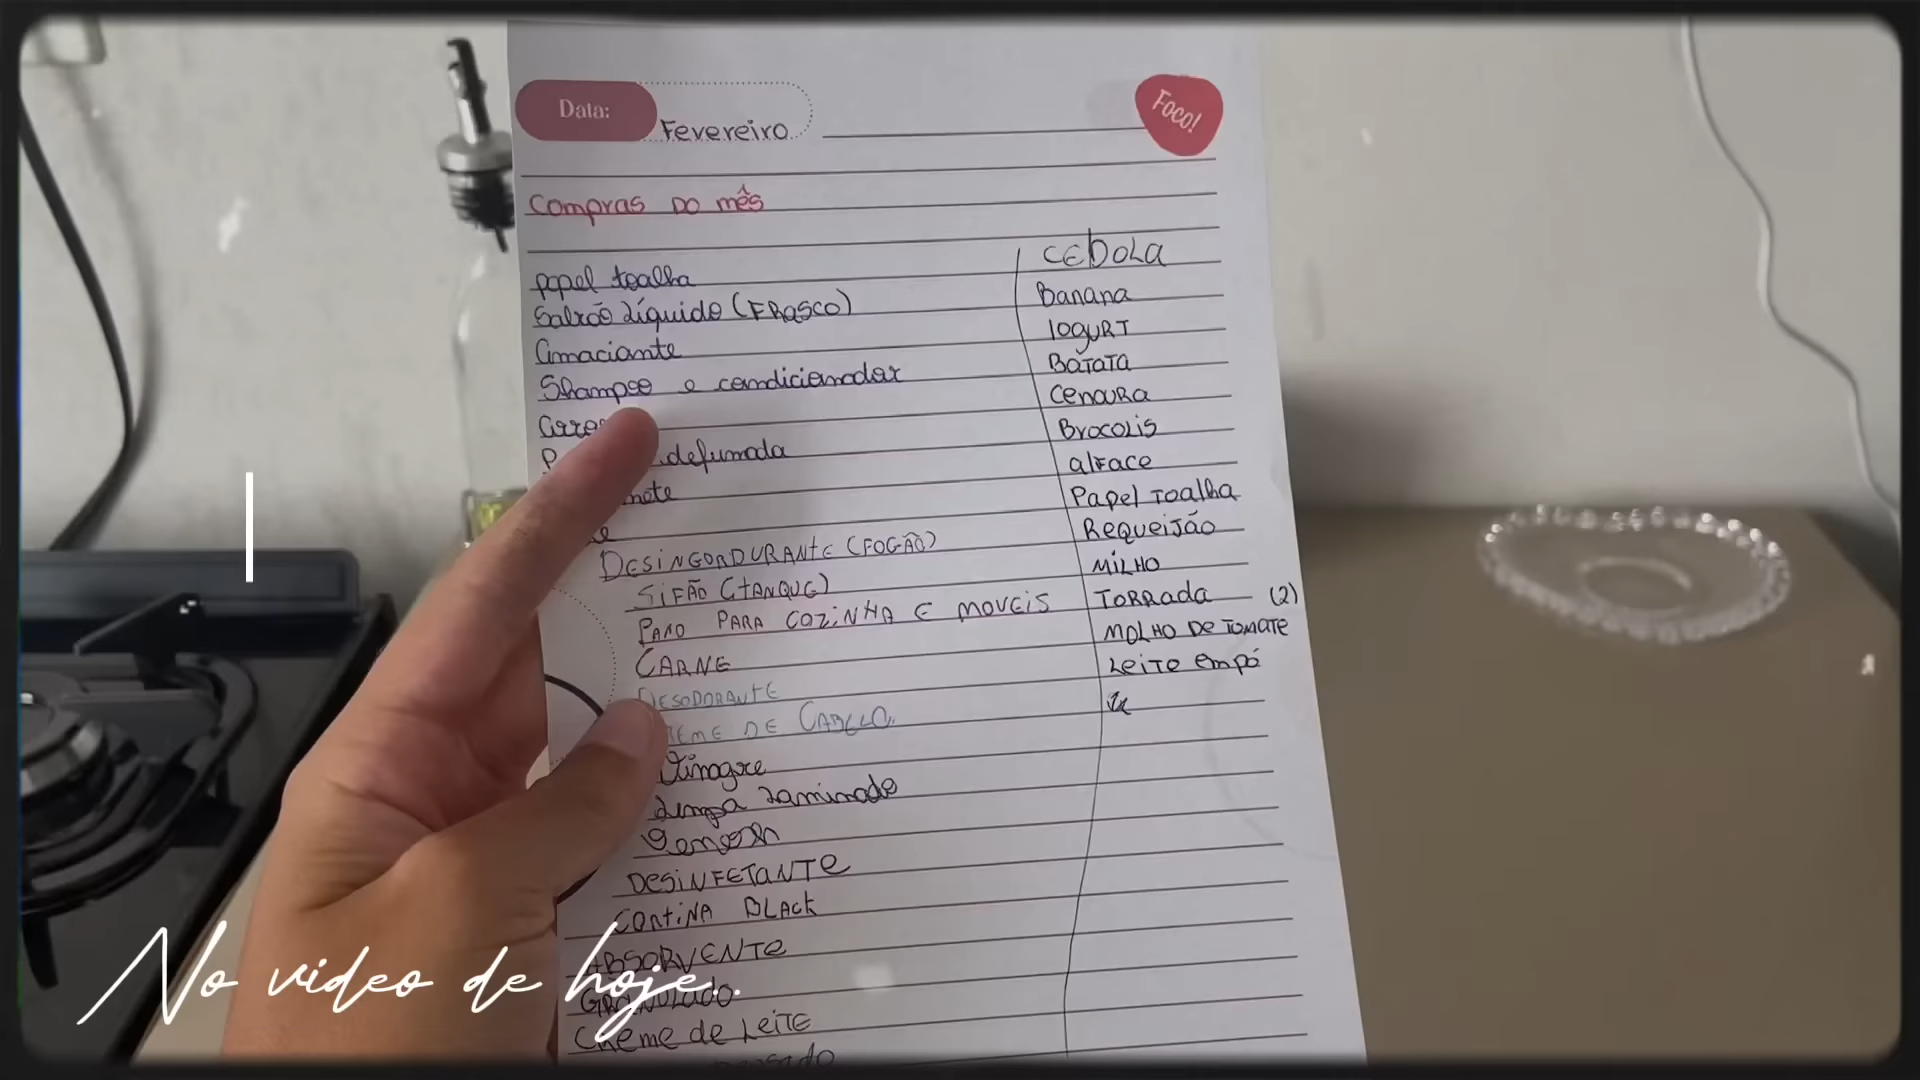 Data:
Fevereiro
Foco!
Compras do mês
papel toalha
Sabão Líquido (Frasco)
amaciante
Shampoo e condicionador
defumada
DESINGORDURANTE (FOGÃO)
SIFÃO (TANQUE)
PANO PARA COZINHA E MOVEIS
CARNE
DESODORANTE
DE CABELO
Vinagre
Limpa Laminado
DESINFETANTE
CORTINA BLACK
ABSORVENTE
GRANULADO
CREME de LEITE
CEBOLA
Banana
IOGURT
BATATA
Cenoura
Brocolis
alface
Papel Toalha
Requeijão
MILHO
TORRada (2)
MOLHO DE TOMATE
LEITE em pó
No video de hoje..